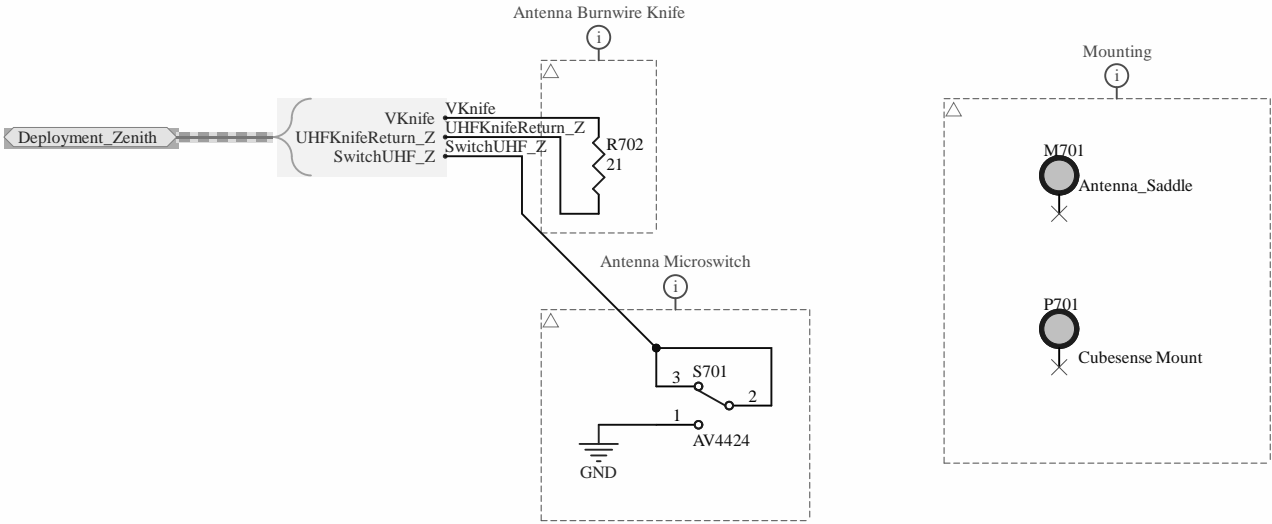 Antenna Burnwire Knife
i
Mounting
i
Deployment_Zenith
VKnife
UHFKnifeReturn_Z
SwitchUHF_Z
VKnife
UHFKnifeReturn_Z
SwitchUHF_Z
R702
21
M701
Antenna_Saddle
Antenna Microswitch
i
P701
Cubesense Mount
S701
3
2
1
AV4424
GND